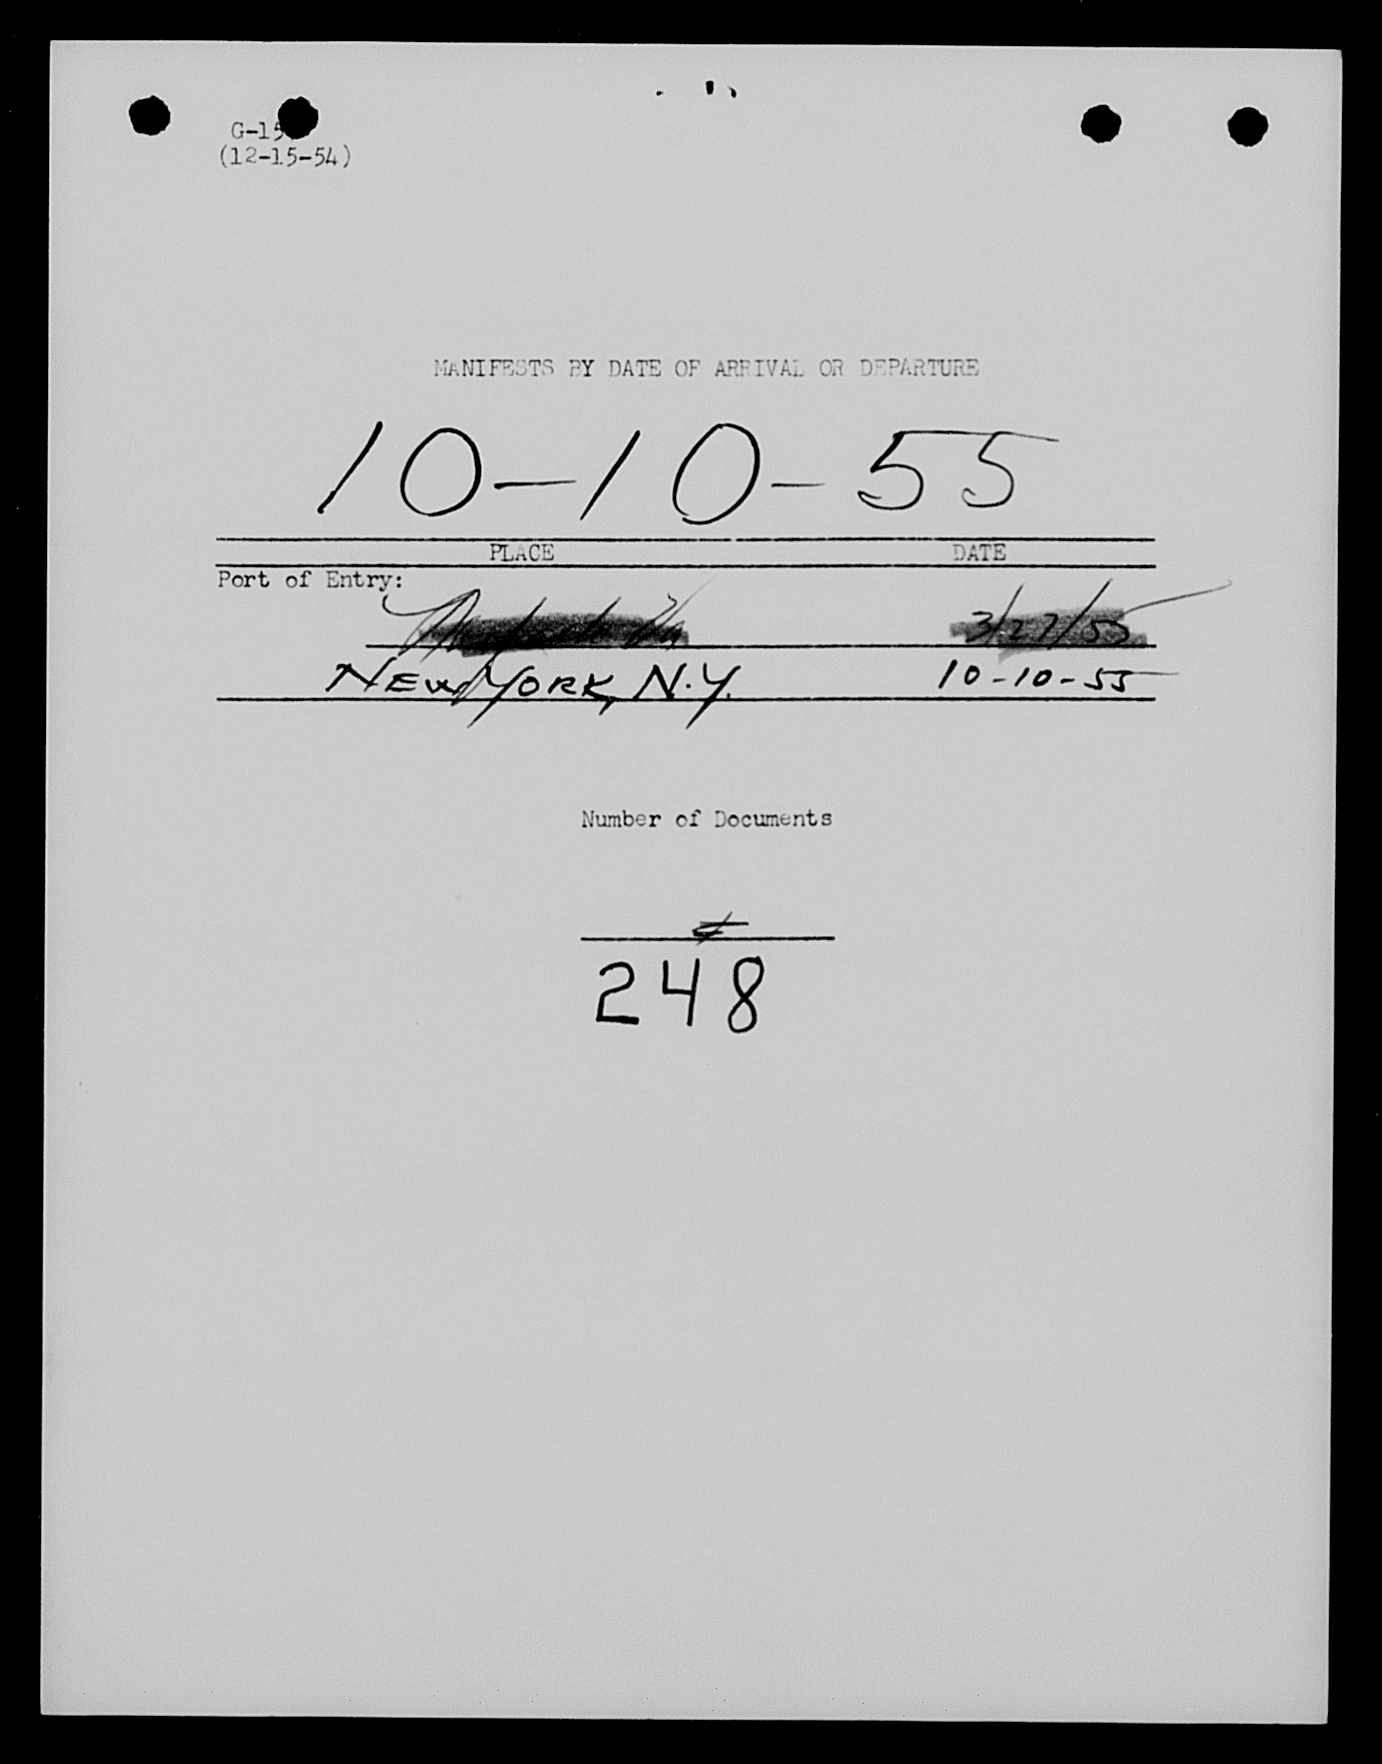 G-15
(12-15-54)
MANIFESTS BY DATE OF ARRIVAL OR DEPARTURE
10-10-55
PLACE DATE
Port of Entry:
3/27/55
NEW YORK, N.Y. 10-10-55
Number of Documents
248